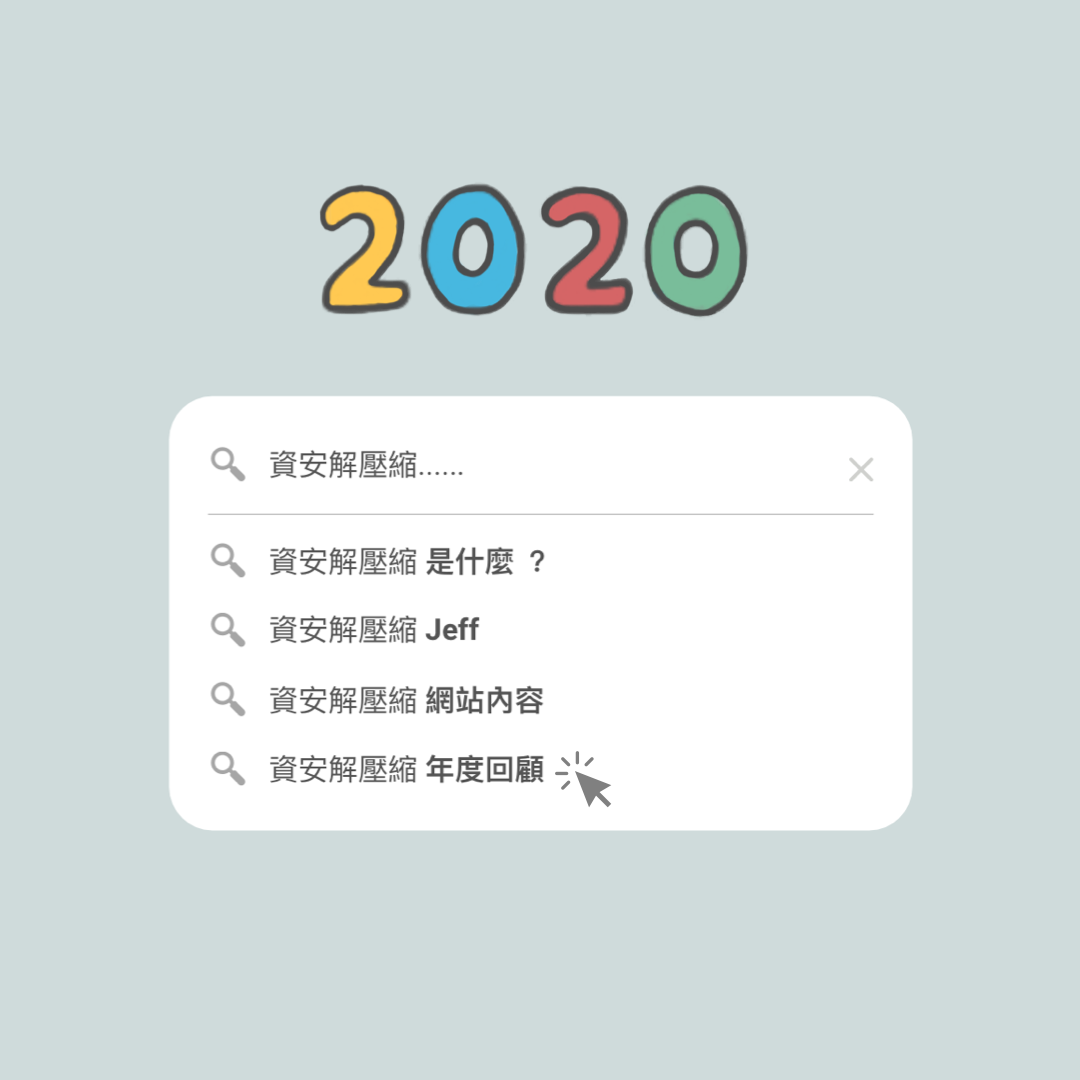 2020
資安解壓縮......
資安解壓縮 是什麼 ？
資安解壓縮 Jeff
資安解壓縮 網站內容
資安解壓縮 年度回顧